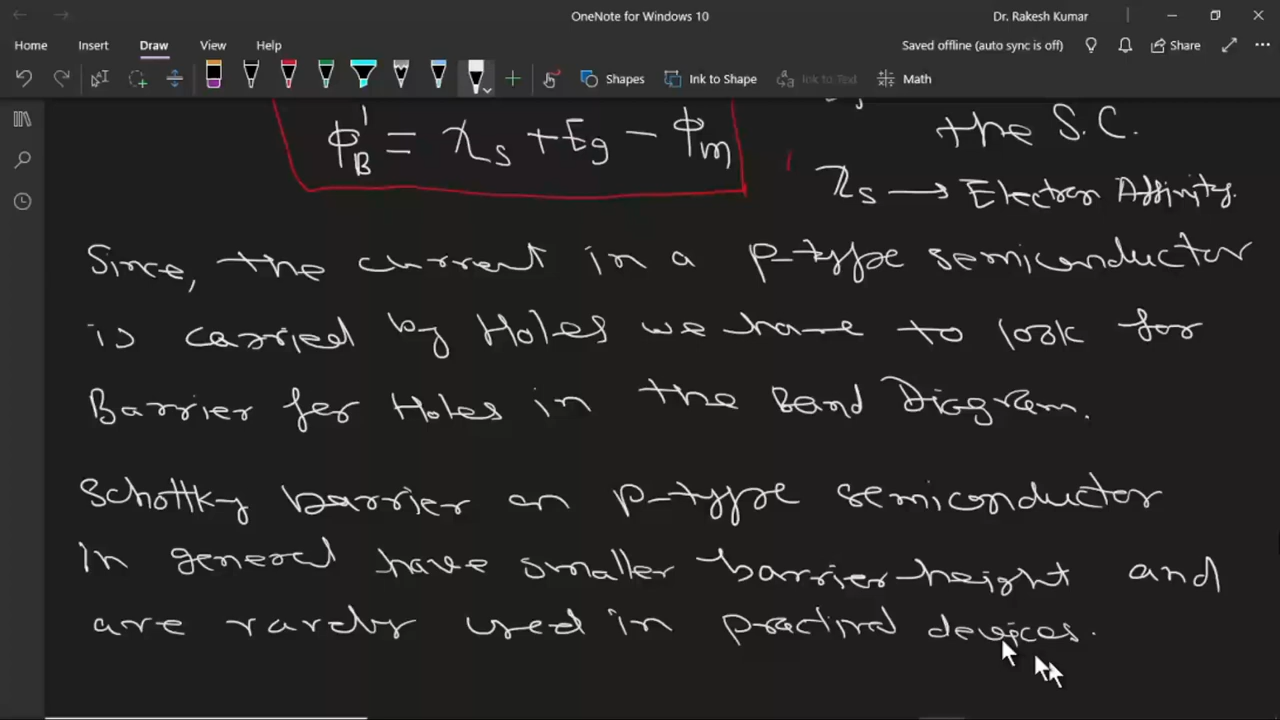 OneNote for Windows 10
Dr. Rakesh Kumar
Home Insert Draw View Help
Saved offline (auto sync is off)
Share
Shapes
Ink to Shape
Ink to Text
Math
ϕ'B = χs + Eg − ϕm
the S.C.
χs → Electron Affinity.
Since, the current in a p-type semiconductor
is carried by Holes we have to look for
Barrier for Holes in the Band Diagram.
Schottky barrier on p-type semiconductor
In general have smaller barrier-height and
are rarely used in practical devices.